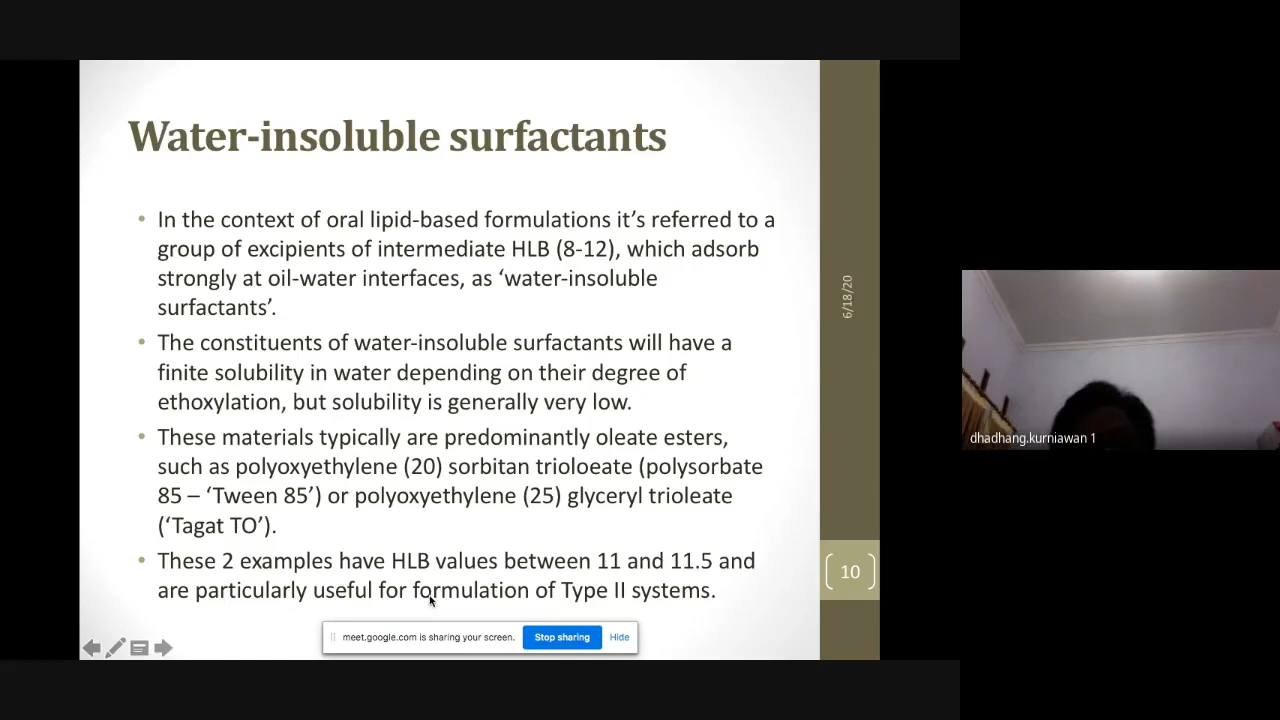 Water-insoluble surfactants
• In the context of oral lipid-based formulations it’s referred to a
group of excipients of intermediate HLB (8-12), which adsorb
strongly at oil-water interfaces, as ‘water-insoluble
surfactants’.
• The constituents of water-insoluble surfactants will have a
finite solubility in water depending on their degree of
ethoxylation, but solubility is generally very low.
• These materials typically are predominantly oleate esters,
such as polyoxyethylene (20) sorbitan trioloeate (polysorbate
85 – ‘Tween 85’) or polyoxyethylene (25) glyceryl trioleate
(‘Tagat TO’).
• These 2 examples have HLB values between 11 and 11.5 and
are particularly useful for formulation of Type II systems.
6/18/20
10
meet.google.com is sharing your screen. Stop sharing Hide
dhadhang.kurniawan 1